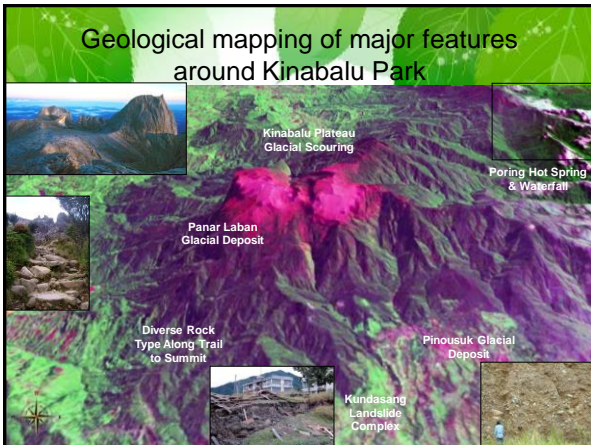 Geological mapping of major features
around Kinabalu Park
Kinabalu Plateau
Glacial Scouring
Poring Hot Spring
& Waterfall
Panar Laban
Glacial Deposit
Diverse Rock
Type Along Trail
to Summit
Pinousuk Glacial
Deposit
Kundasang
Landslide
Complex